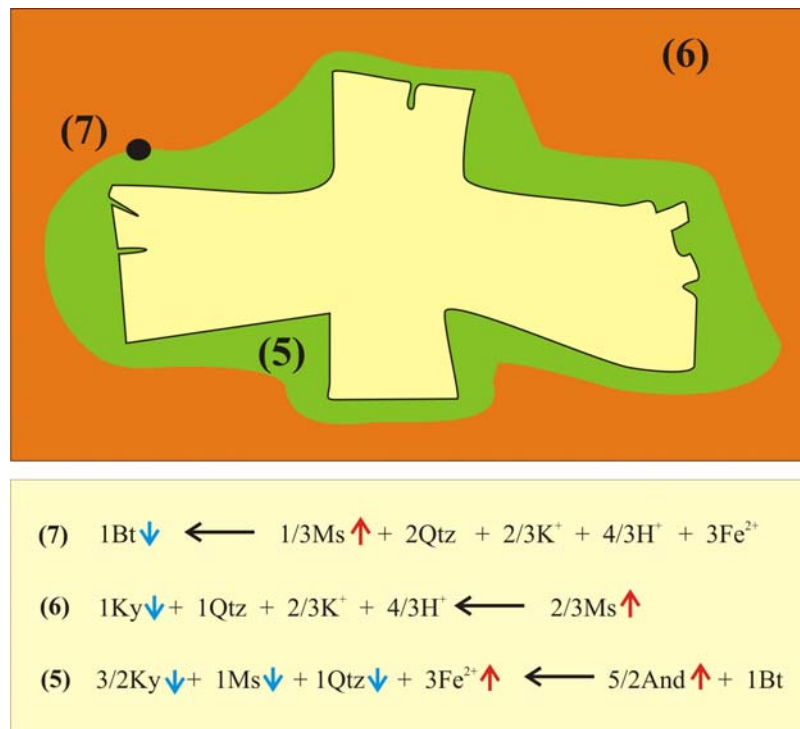 (6)
(7)
(5)
(7) 1Bt↓ ← 1/3Ms↑ + 2Qtz + 2/3K⁺ + 4/3H⁺ + 3Fe²⁺
(6) 1Ky↓ + 1Qtz + 2/3K⁺ + 4/3H⁺ ← 2/3Ms↑
(5) 3/2Ky↓ + 1Ms↓ + 1Qtz↓ + 3Fe²⁺↑ ← 5/2And↑ + 1Bt